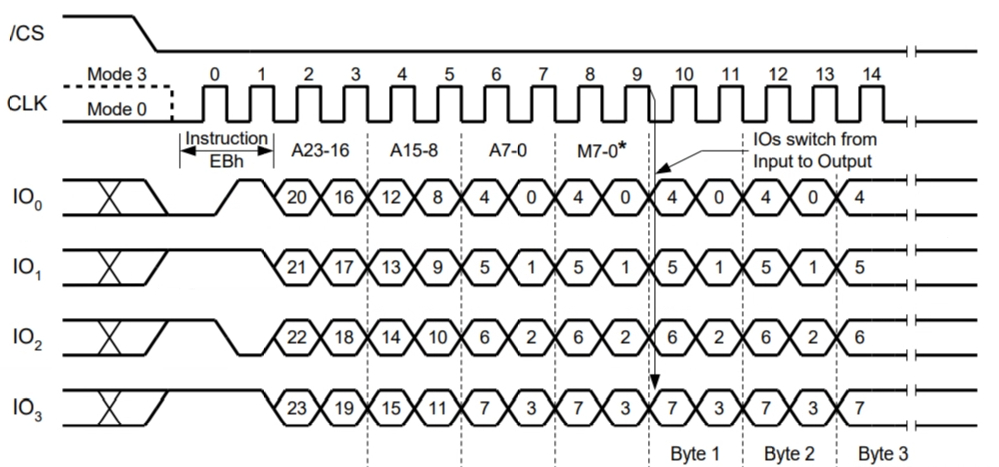 /CS
Mode 3 0 1 2 3 4 5 6 7 8 9 10 11 12 13 14
CLK
Mode 0
Instruction
EBh
A23-16 A15-8 A7-0 M7-0*
IOs switch from
Input to Output
IO0 20 16 12 8 4 0 4 0 4 0 4 0 4
IO1 21 17 13 9 5 1 5 1 5 1 5 1 5
IO2 22 18 14 10 6 2 6 2 6 2 6 2 6
IO3 23 19 15 11 7 3 7 3 7 3 7 3 7
Byte 1 Byte 2 Byte 3